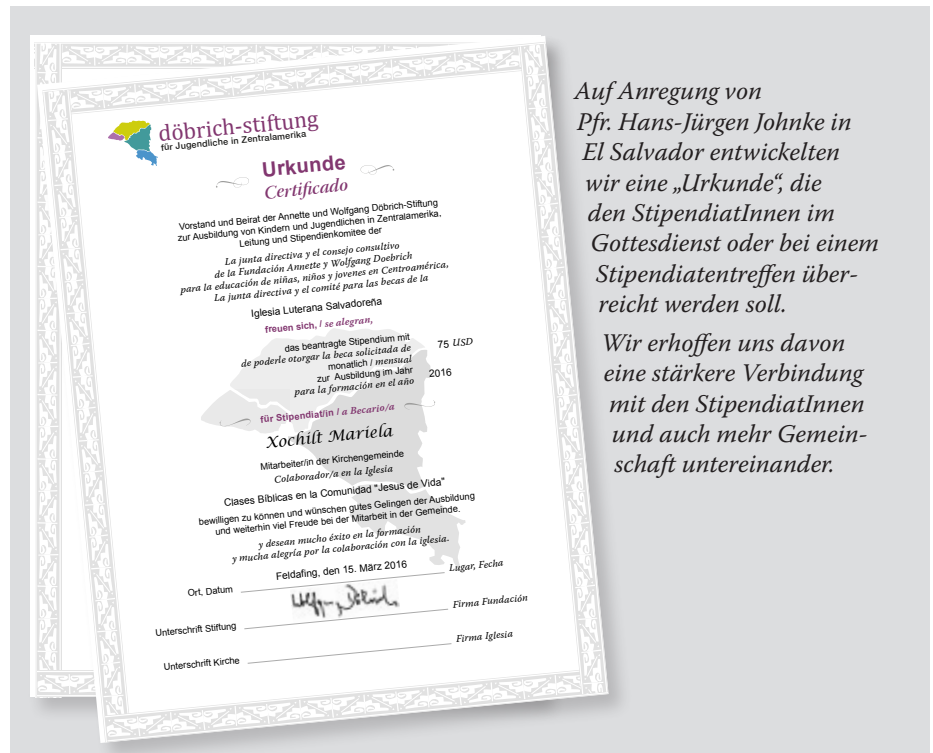 döbrich-stiftung
für Jugendliche in Zentralamerika
Urkunde
Certificado
Vorstand und Beirat der Annette und Wolfgang Döbrich-Stiftung
zur Ausbildung von Kindern und Jugendlichen in Zentralamerika,
Leitung und Stipendienkomitee der
La junta directiva y el consejo consultivo
de la Fundación Annette y Wolfgang Doebrich
para la educación de niñas, niños y jovenes en Centroamérica,
La junta directiva y el comité para las becas de la
Iglesia Luterana Salvadoreña
freuen sich, / se alegran,
das beantragte Stipendium mit
de poderle otorgar la beca solicitada de 75 USD
monatlich / mensual
zur Ausbildung im Jahr 2016
para la formación en el año
für Stipendiat/in / a Becario/a
Xochilt Mariela
Mitarbeiter/in der Kirchengemeinde
Colaborador/a en la Iglesia
Clases Bíblicas en la Comunidad "Jesus de Vida"
bewilligen zu können und wünschen gutes Gelingen der Ausbildung
und weiterhin viel Freude bei der Mitarbeit in der Gemeinde.
y desean mucho éxito en la formación
y mucha alegría por la colaboración con la iglesia.
Ort, Datum Feldafing, den 15. März 2016 Lugar, Fecha
Unterschrift Stiftung Wolfgang Döbrich Firma Fundación
Unterschrift Kirche Firma Iglesia
Auf Anregung von
Pfr. Hans-Jürgen Johnke in
El Salvador entwickelten
wir eine „Urkunde“, die
den StipendiatInnen im
Gottesdienst oder bei einem
Stipendiatentreffen über-
reicht werden soll.
Wir erhoffen uns davon
eine stärkere Verbindung
mit den StipendiatInnen
und auch mehr Gemein-
schaft untereinander.